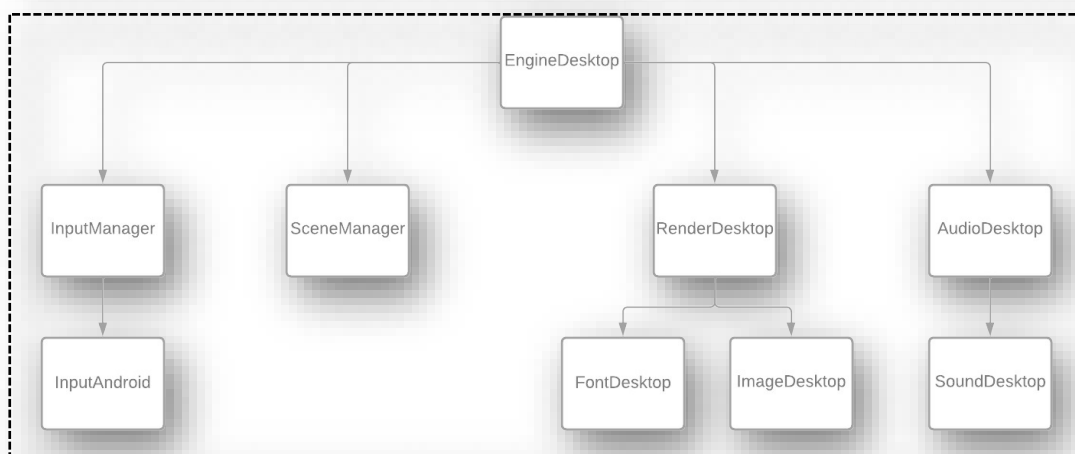 EngineDesktop
InputManager
SceneManager
RenderDesktop
AudioDesktop
InputAndroid
FontDesktop
ImageDesktop
SoundDesktop